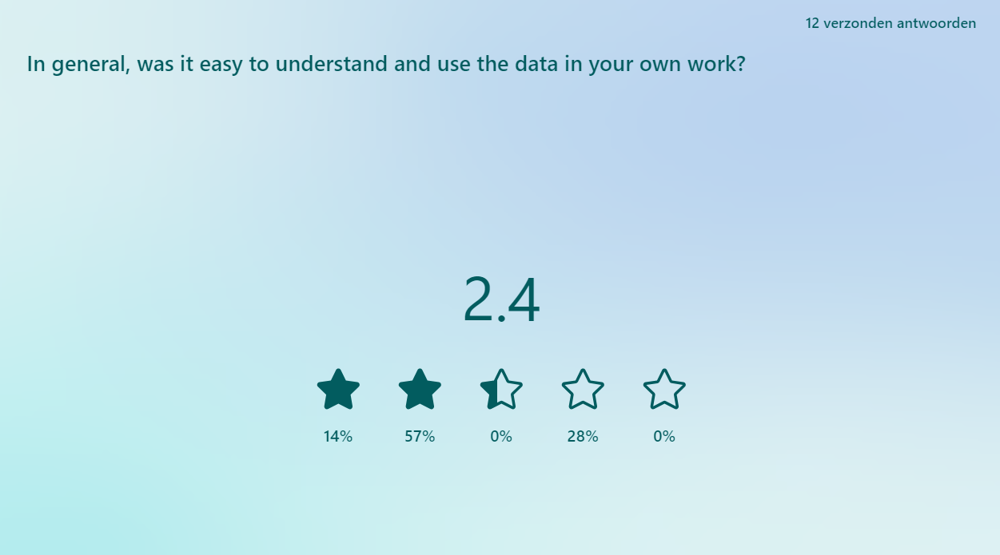 12 verzonden antwoorden
In general, was it easy to understand and use the data in your own work?
2.4
14% 57% 0% 28% 0%